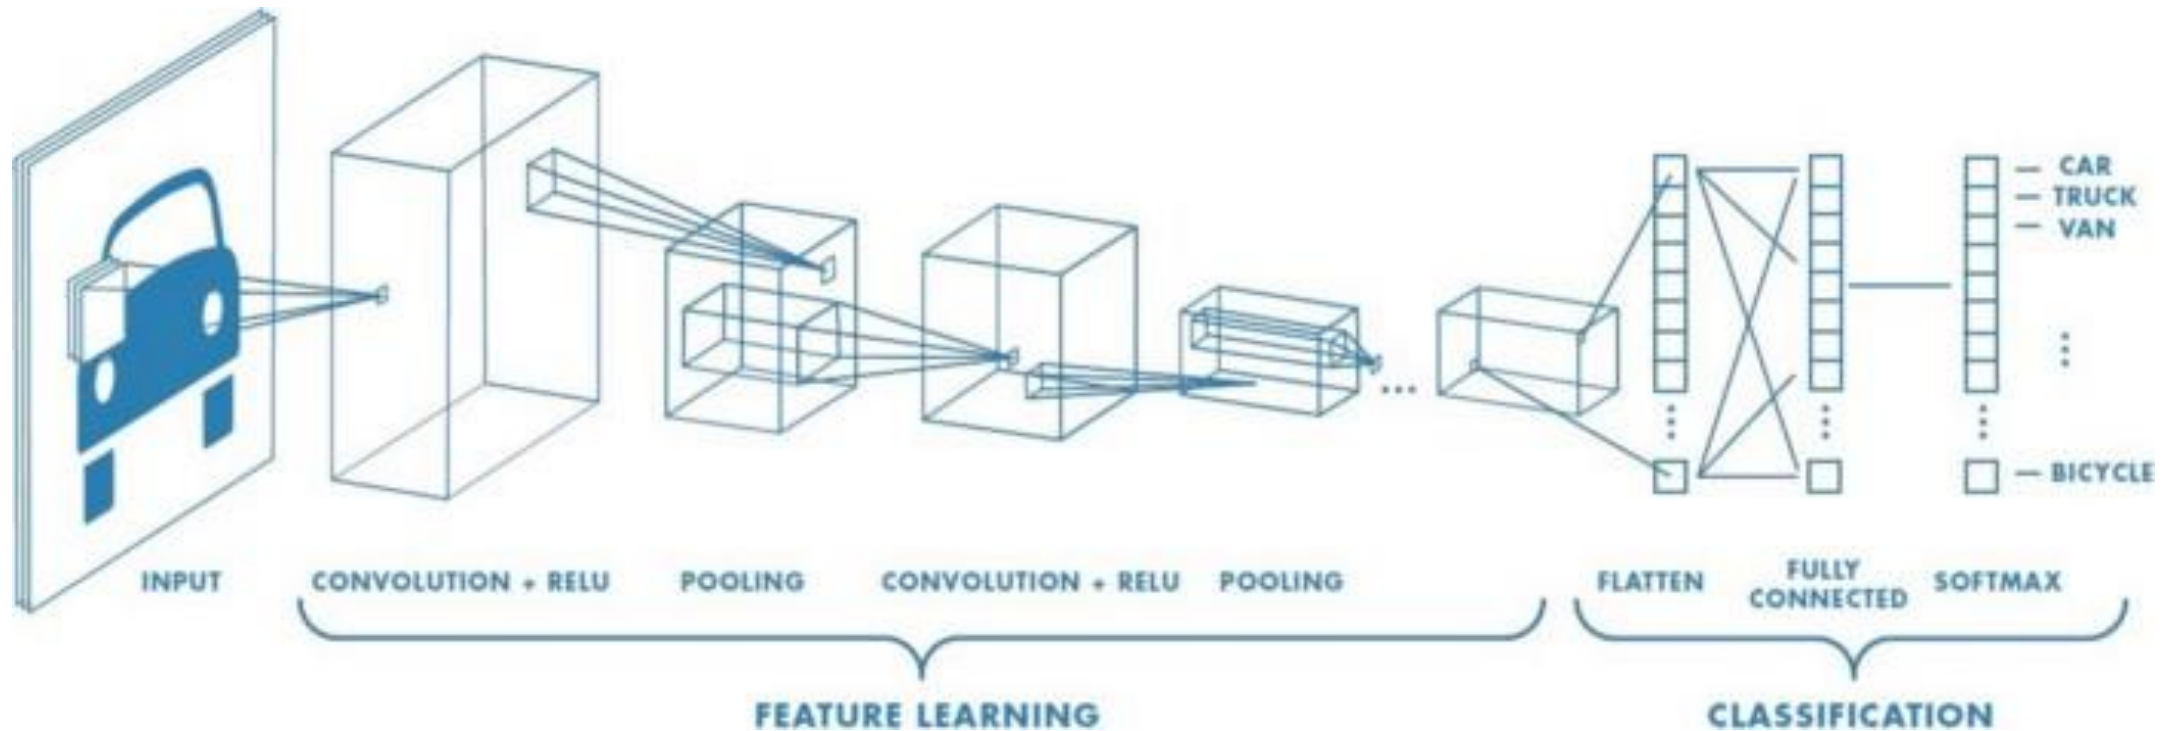 CAR
TRUCK
VAN
BICYCLE
INPUT
CONVOLUTION + RELU
POOLING
CONVOLUTION + RELU
POOLING
FLATTEN
FULLY
CONNECTED
SOFTMAX
FEATURE LEARNING
CLASSIFICATION